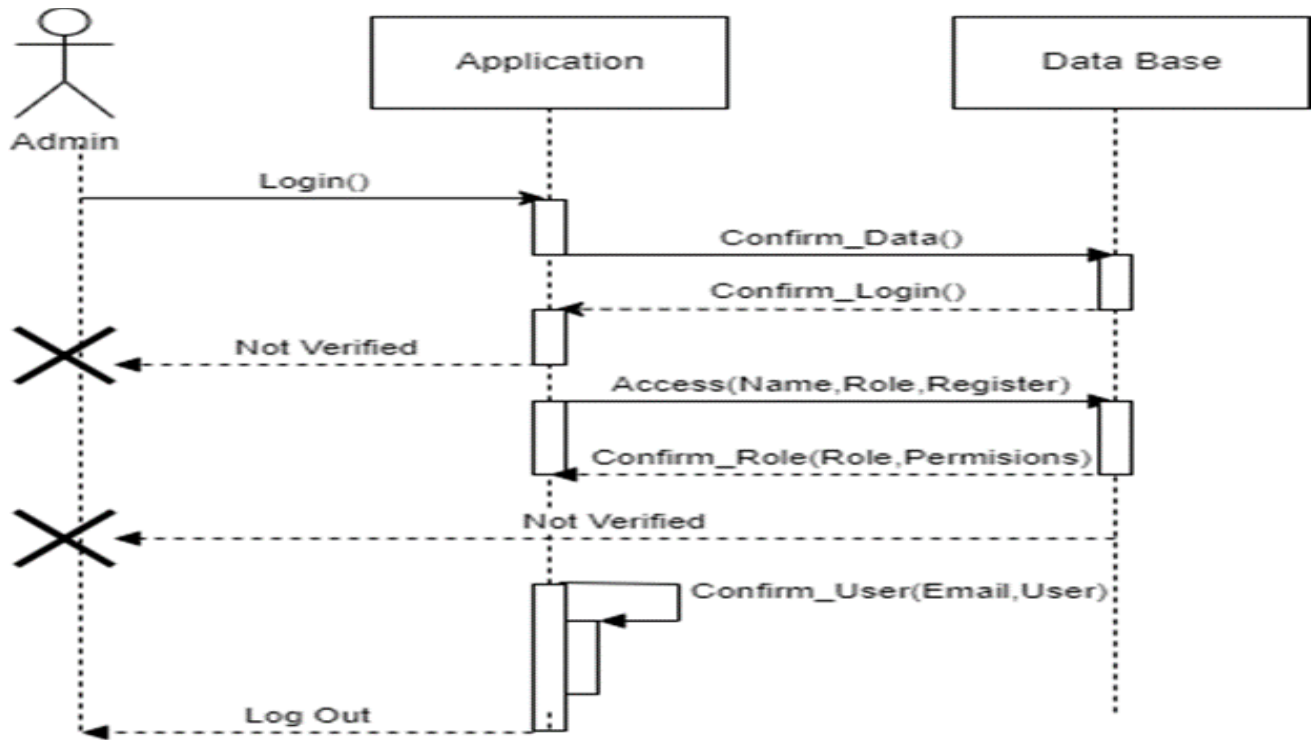 Application
Data Base
Admin
Login()
Confirm_Data()
Confirm_Login()
Not Verified
Access(Name,Role,Register)
Confirm_Role(Role,Permisions)
Not Verified
Confirm_User(Email,User)
Log Out